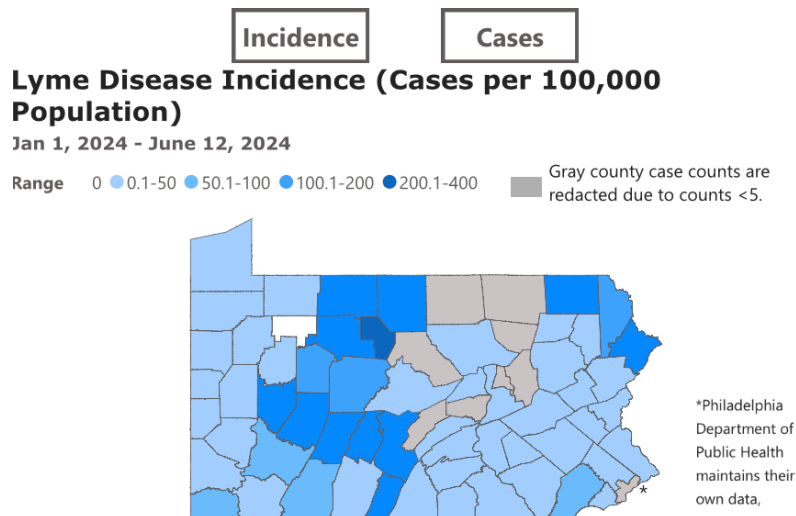 Incidence
Cases
Lyme Disease Incidence (Cases per 100,000
Population)
Jan 1, 2024 - June 12, 2024
Range 0 0.1-50 50.1-100 100.1-200 200.1-400
Gray county case counts are
redacted due to counts <5.
*Philadelphia
Department of
Public Health
maintains their
own data,
*